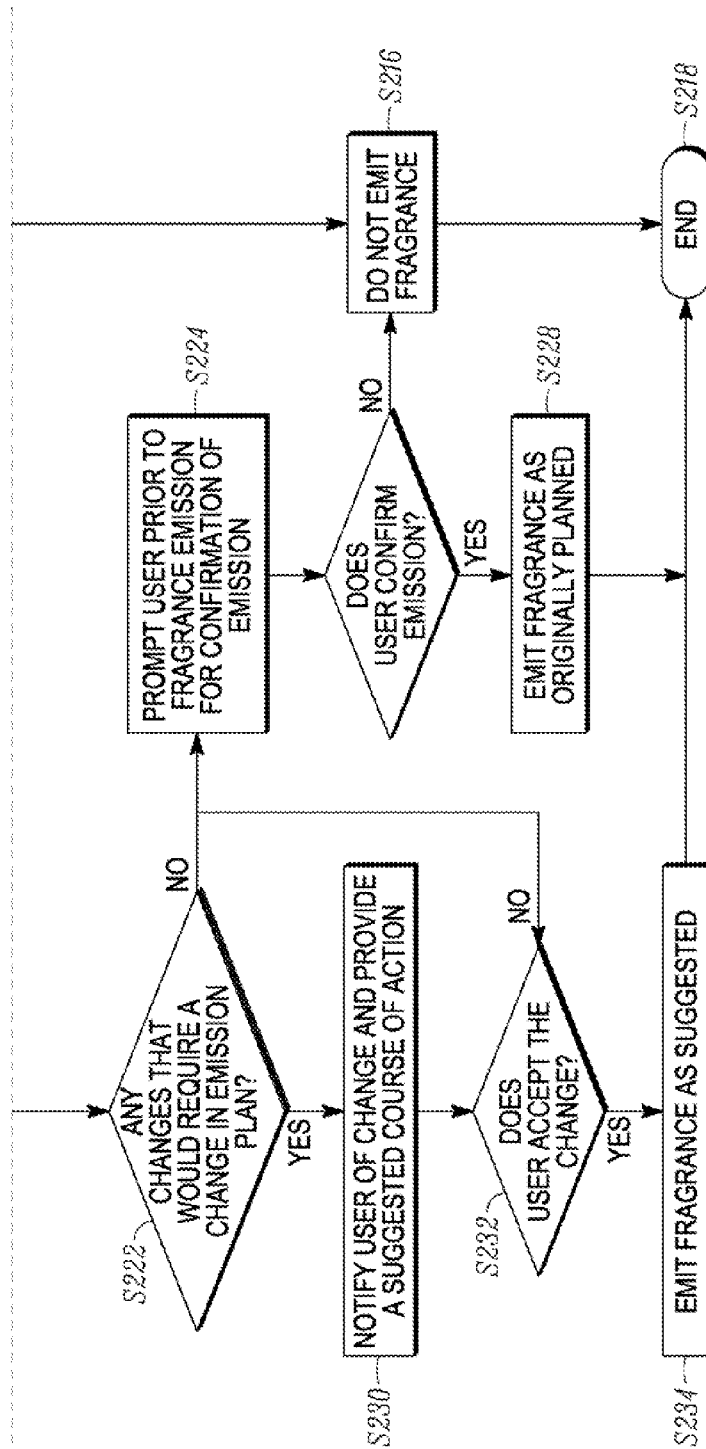 ANY
CHANGES THAT
WOULD REQUIRE A
CHANGE IN EMISSION
PLAN?
S222
NO
YES
PROMPT USER PRIOR TO
FRAGRANCE EMISSION
FOR CONFIRMATION OF
EMISSION
S224
NOTIFY USER OF CHANGE AND PROVIDE
A SUGGESTED COURSE OF ACTION
S230
DOES
USER CONFIRM
EMISSION?
NO
YES
DO NOT EMIT
FRAGRANCE
S216
DOES
USER ACCEPT THE
CHANGE?
S232
NO
YES
EMIT FRAGRANCE AS
ORIGINALLY PLANNED
S228
EMIT FRAGRANCE AS SUGGESTED
S234
END
S218